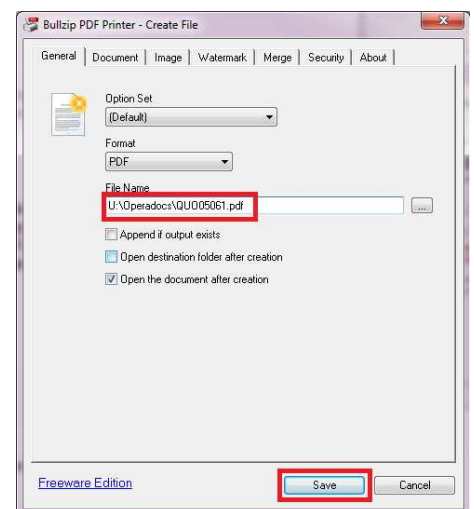 Bullzip PDF Printer - Create File
General Document Image Watermark Merge Security About
Option Set
(Default)
Format
PDF
File Name
U:\Operadocs\QUO05061.pdf
...
Append if output exists
Open destination folder after creation
Open the document after creation
Freeware Edition
Save Cancel